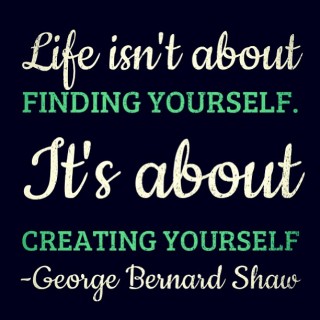 Life isn't about
FINDING YOURSELF.
It's about
CREATING YOURSELF
-George Bernard Shaw